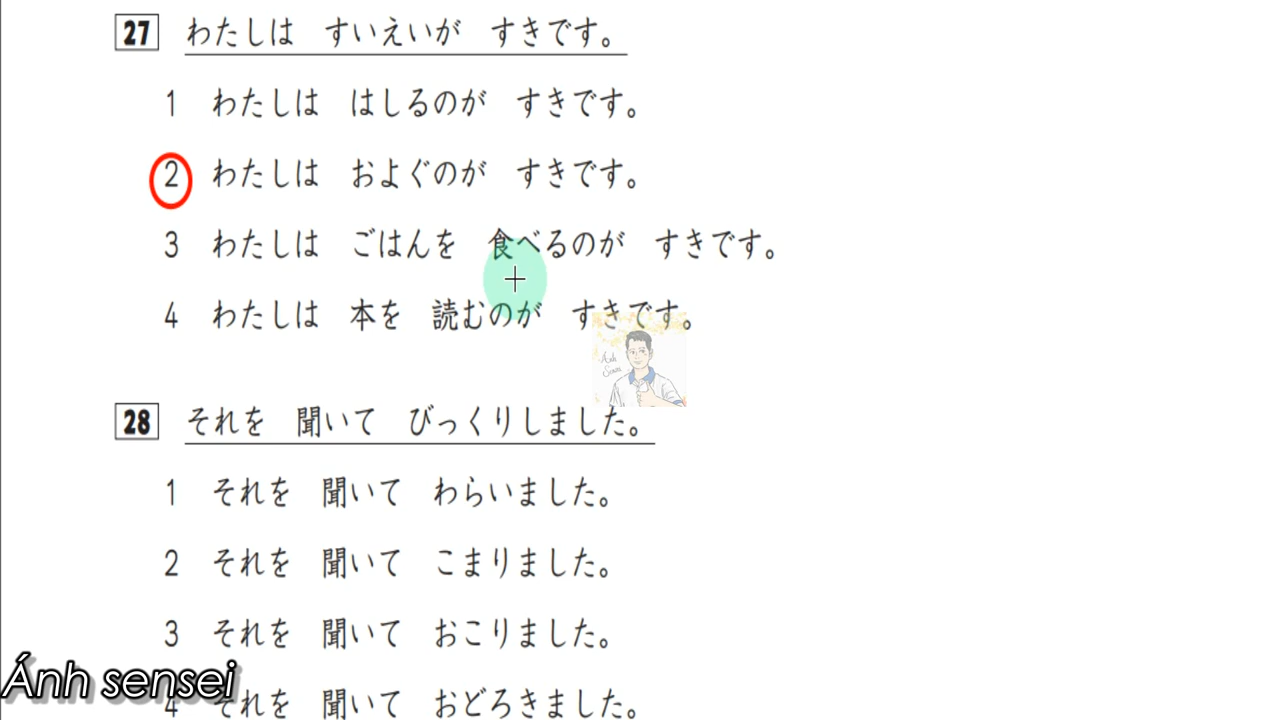 27 わたしは すいえいが すきです。
1 わたしは はしるのが すきです。
2 わたしは およぐのが すきです。
3 わたしは ごはんを 食べるのが すきです。
4 わたしは 本を 読むのが すきです。
Ánh Sensei
28 それを 聞いて びっくりしました。
1 それを 聞いて わらいました。
2 それを 聞いて こまりました。
3 それを 聞いて おこりました。
Ánh sensei
4 それを 聞いて おどろきました。